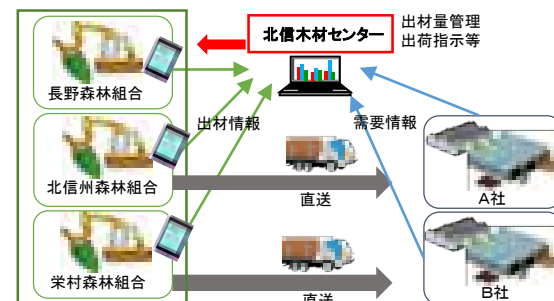 北信木材センター
出材量管理
出荷指示等
長野森林組合
出材情報
需要情報
北信州森林組合
直送
A社
栄村森林組合
直送
B社